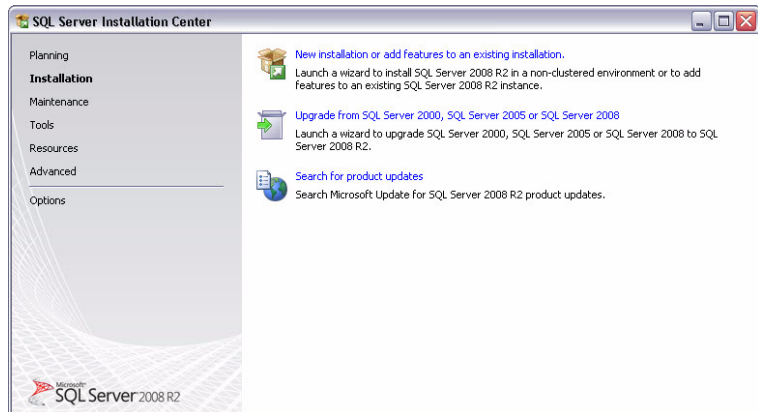 SQL Server Installation Center
Planning
Installation
Maintenance
Tools
Resources
Advanced
Options
New installation or add features to an existing installation.
Launch a wizard to install SQL Server 2008 R2 in a non-clustered environment or to add
features to an existing SQL Server 2008 R2 instance.
Upgrade from SQL Server 2000, SQL Server 2005 or SQL Server 2008
Launch a wizard to upgrade SQL Server 2000, SQL Server 2005 or SQL Server 2008 to SQL
Server 2008 R2.
Search for product updates
Search Microsoft Update for SQL Server 2008 R2 product updates.
Microsoft
SQL Server 2008 R2